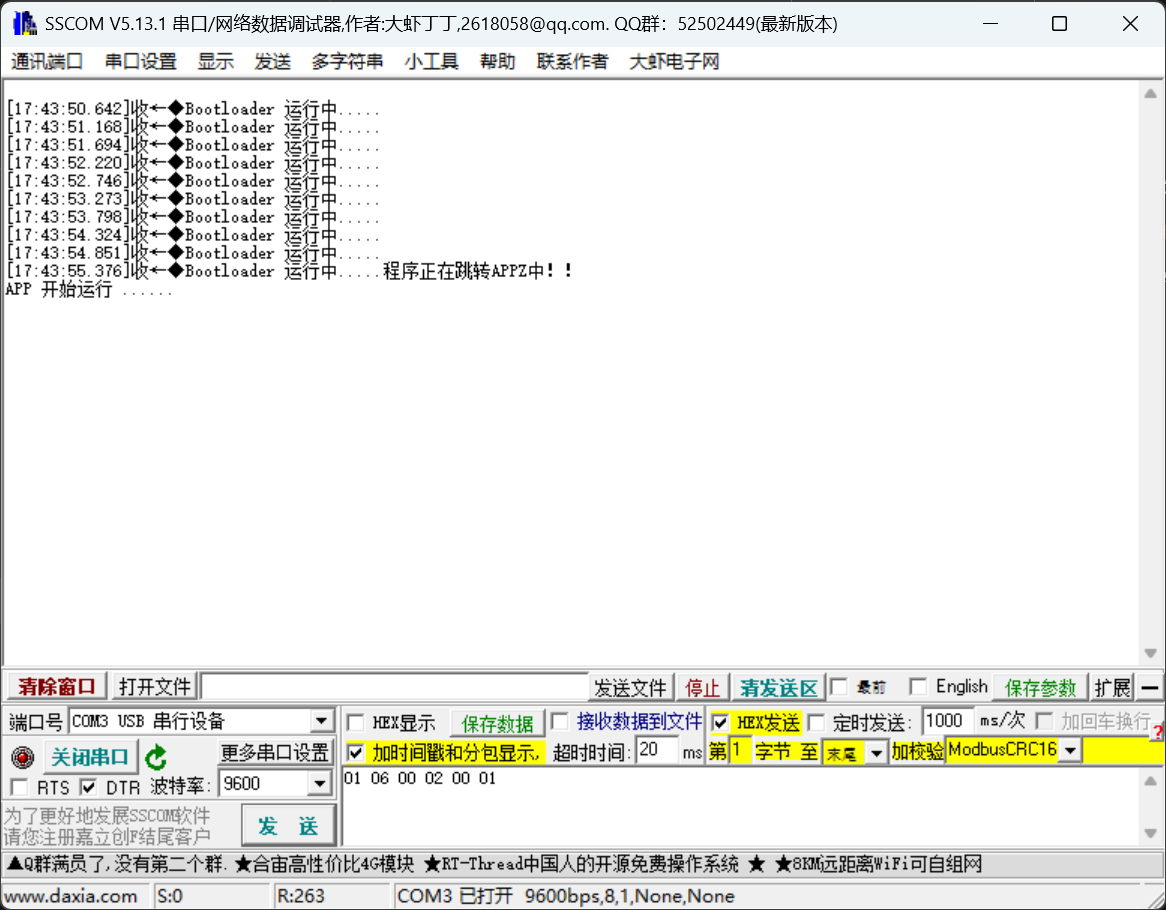 SSCOM V5.13.1 串口/网络数据调试器,作者:大虾丁丁,2618058@qq.com. QQ群：52502449(最新版本)
通讯端口 串口设置 显示 发送 多字符串 小工具 帮助 联系作者 大虾电子网
[17:43:50.642]收←◆Bootloader 运行中.....
[17:43:51.168]收←◆Bootloader 运行中.....
[17:43:51.694]收←◆Bootloader 运行中.....
[17:43:52.220]收←◆Bootloader 运行中.....
[17:43:52.746]收←◆Bootloader 运行中.....
[17:43:53.273]收←◆Bootloader 运行中.....
[17:43:53.798]收←◆Bootloader 运行中.....
[17:43:54.324]收←◆Bootloader 运行中.....
[17:43:54.851]收←◆Bootloader 运行中.....
[17:43:55.376]收←◆Bootloader 运行中.....程序正在跳转APPZ中！！
APP 开始运行 ......
清除窗口 打开文件 发送文件 停止 清发送区 最前 English 保存参数 扩展 —
端口号 COM3 USB 串行设备 HEX显示 保存数据 接收数据到文件 HEX发送 定时发送: 1000 ms/次 加回车换行 ?
关闭串口 更多串口设置 加时间戳和分包显示, 超时时间: 20 ms 第 1 字节 至 末尾 加校验 ModbusCRC16
RTS DTR 波特率: 9600 01 06 00 02 00 01
为了更好地发展SSCOM软件
请您注册嘉立创F结尾客户
发 送
▲Q群满员了,没有第二个群. ★合宙高性价比4G模块 ★RT-Thread中国人的开源免费操作系统 ★ ★8KM远距离WiFi可自组网
www.daxia.com S:0 R:263 COM3 已打开 9600bps,8,1,None,None